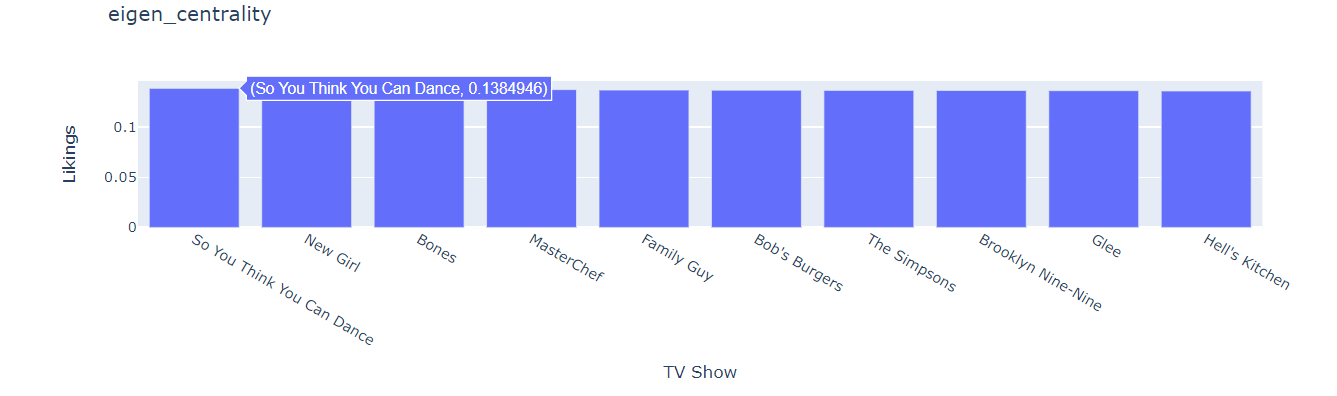 eigen_centrality
(So You Think You Can Dance, 0.1384946)
Likings
0.1
0.05
0
So You Think You Can Dance
New Girl
Bones
MasterChef
Family Guy
Bob's Burgers
The Simpsons
Brooklyn Nine-Nine
Glee
Hell's Kitchen
TV Show